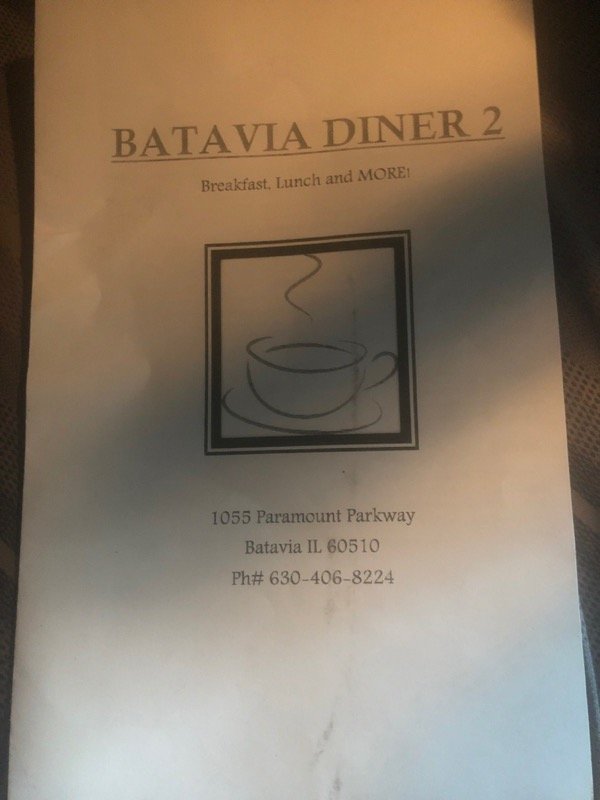 BATAVIA DINER 2
Breakfast, Lunch and MORE!
1055 Paramount Parkway
Batavia IL 60510
Ph# 630-406-8224